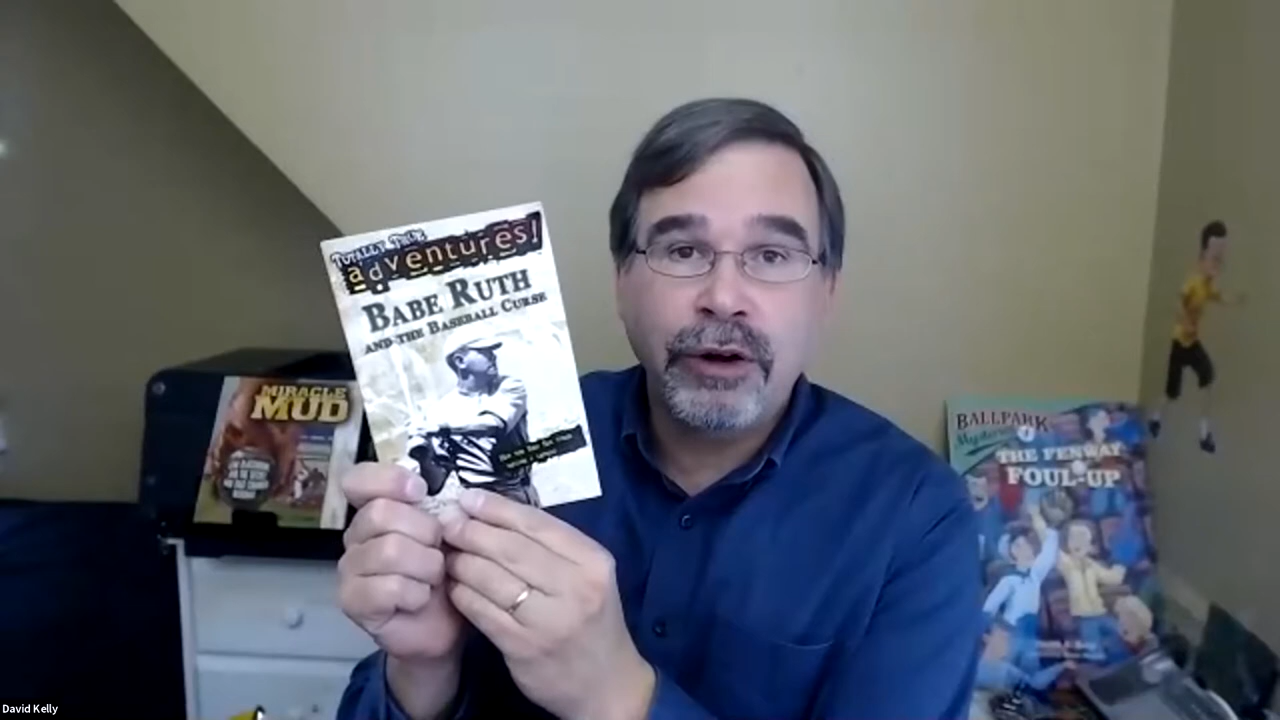 TOTALLY TRUE
adventures!
BABE RUTH
AND THE BASEBALL CURSE
MIRACLE
MUD
BALLPARK
Mysteries
1
THE FENWAY
FOUL-UP
David Kelly